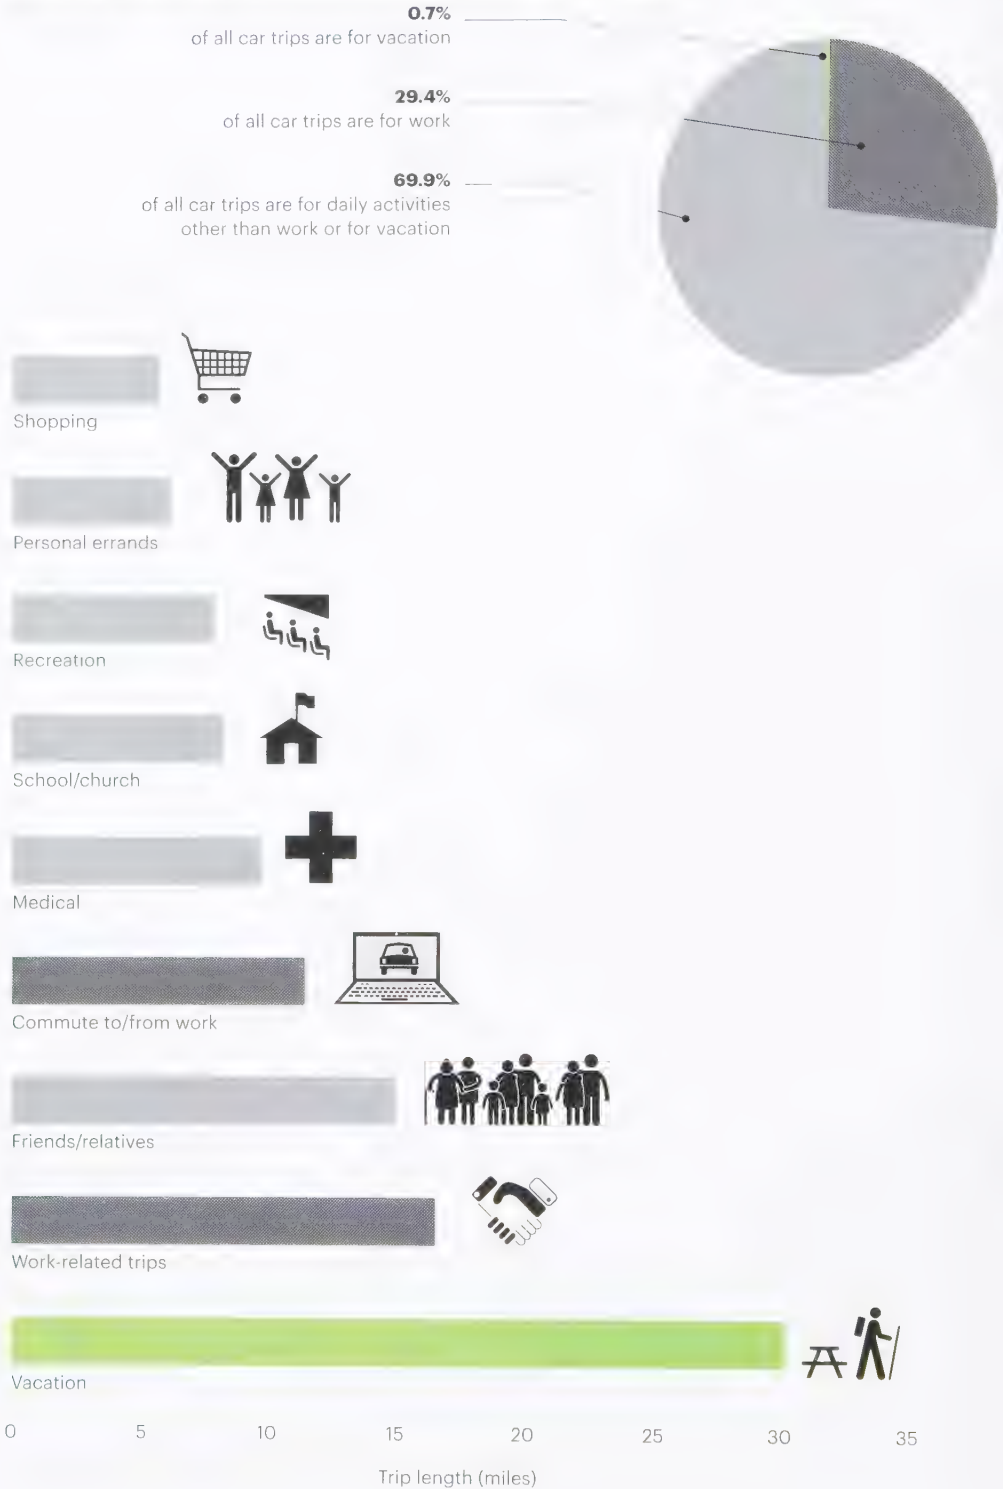 0.7%
of all car trips are for vacation
29.4%
of all car trips are for work
69.9%
of all car trips are for daily activities
other than work or for vacation
Shopping
Personal errands
Recreation
School/church
Medical
Commute to/from work
Friends/relatives
Work-related trips
Vacation
0 5 10 15 20 25 30 35
Trip length (miles)